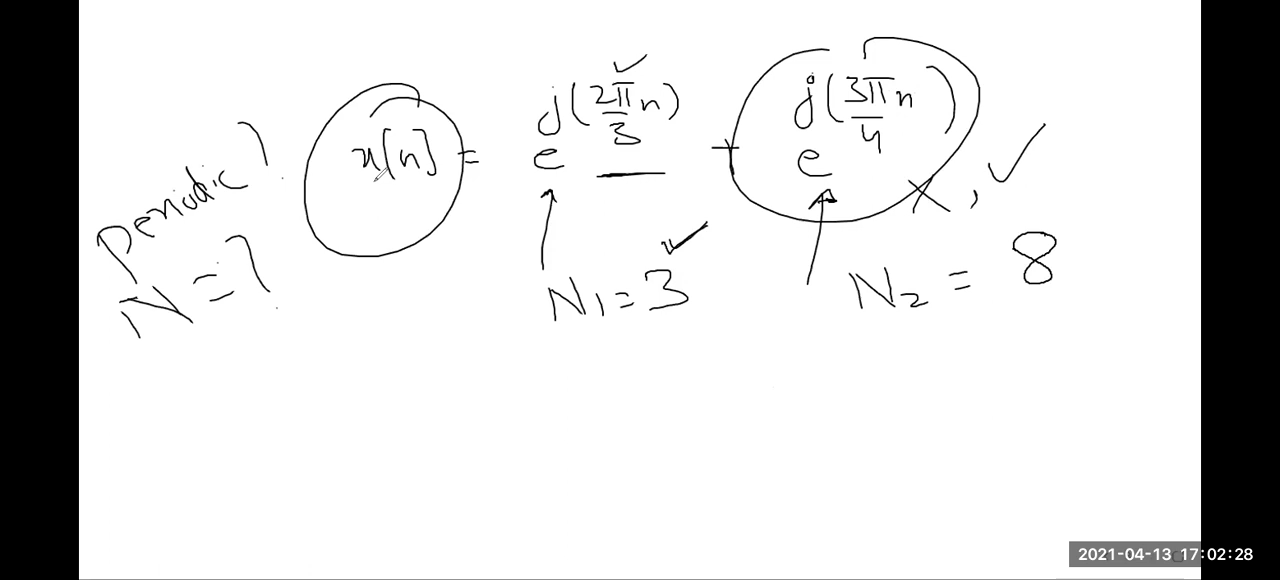 Periodic?
N=?
x[n] = e^{j(2π/3 n)} + e^{j(3π/4 n)} ×, ✓
N₁=3 ✓
N₂ = 8
2021-04-13 17:02:28